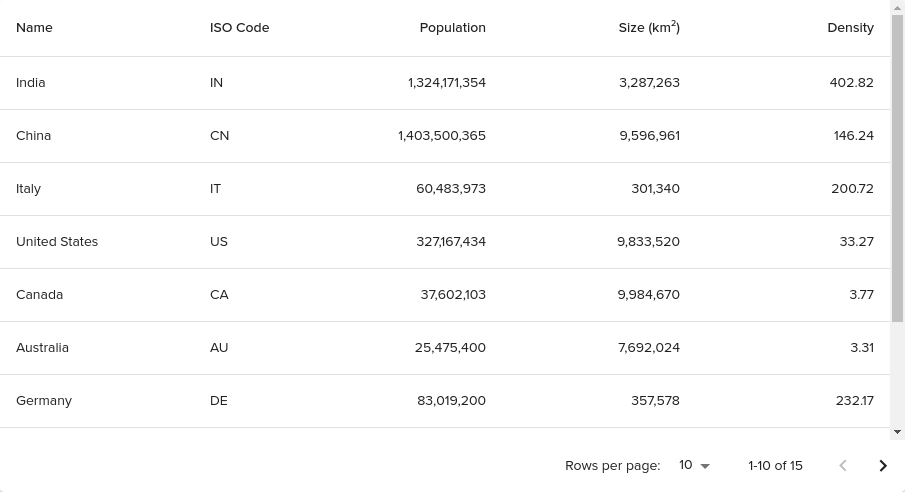 Name ISO Code Population Size (km²) Density
India IN 1,324,171,354 3,287,263 402.82
China CN 1,403,500,365 9,596,961 146.24
Italy IT 60,483,973 301,340 200.72
United States US 327,167,434 9,833,520 33.27
Canada CA 37,602,103 9,984,670 3.77
Australia AU 25,475,400 7,692,024 3.31
Germany DE 83,019,200 357,578 232.17
Rows per page: 10 1-10 of 15